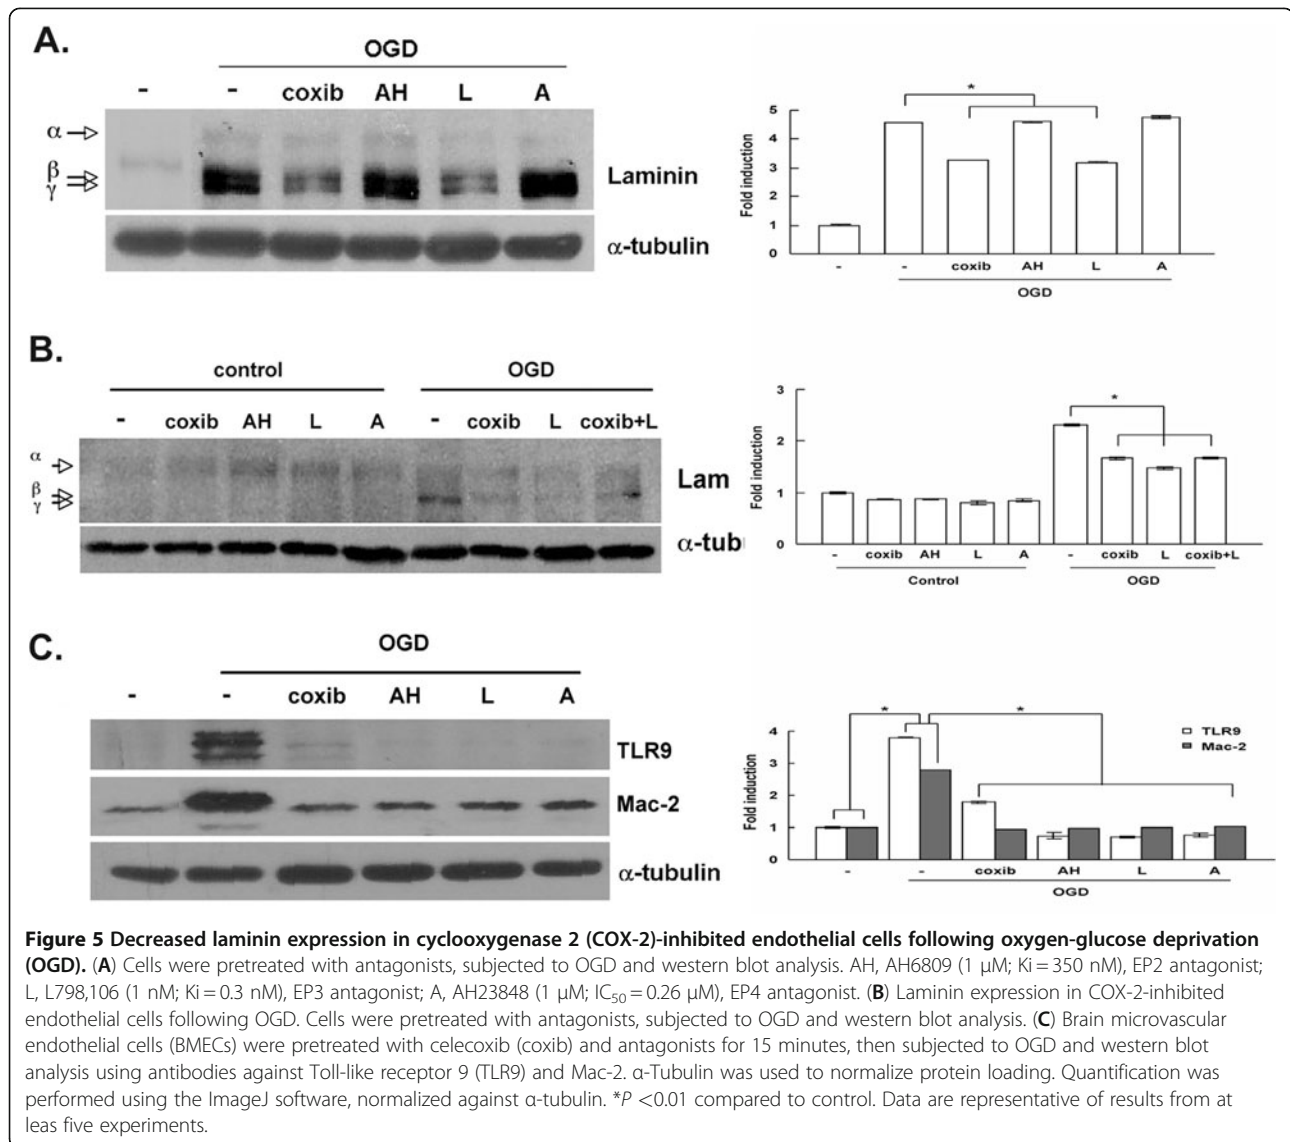 A.
OGD
- - coxib AH L A
α
β
γ
Laminin
α-tubulin
*
Fold induction
5
4
3
2
1
0
- - coxib AH L A
OGD
B.
control OGD
- coxib AH L A - coxib L coxib+L
α
β
γ
Lam
α-tub
*
Fold induction
3
2
1
0
- coxib AH L A - coxib L coxib+L
Control OGD
C.
OGD
- - coxib AH L A
TLR9
Mac-2
α-tubulin
* *
TLR9
Mac-2
Fold induction
4
3
2
1
0
- - coxib AH L A
OGD
Figure 5 Decreased laminin expression in cyclooxygenase 2 (COX-2)-inhibited endothelial cells following oxygen-glucose deprivation
(OGD). (A) Cells were pretreated with antagonists, subjected to OGD and western blot analysis. AH, AH6809 (1 μM; Ki = 350 nM), EP2 antagonist;
L, L798,106 (1 nM; Ki = 0.3 nM), EP3 antagonist; A, AH23848 (1 μM; IC50 = 0.26 μM), EP4 antagonist. (B) Laminin expression in COX-2-inhibited
endothelial cells following OGD. Cells were pretreated with antagonists, subjected to OGD and western blot analysis. (C) Brain microvascular
endothelial cells (BMECs) were pretreated with celecoxib (coxib) and antagonists for 15 minutes, then subjected to OGD and western blot
analysis using antibodies against Toll-like receptor 9 (TLR9) and Mac-2. α-Tubulin was used to normalize protein loading. Quantification was
performed using the ImageJ software, normalized against α-tubulin. *P <0.01 compared to control. Data are representative of results from at
leas five experiments.